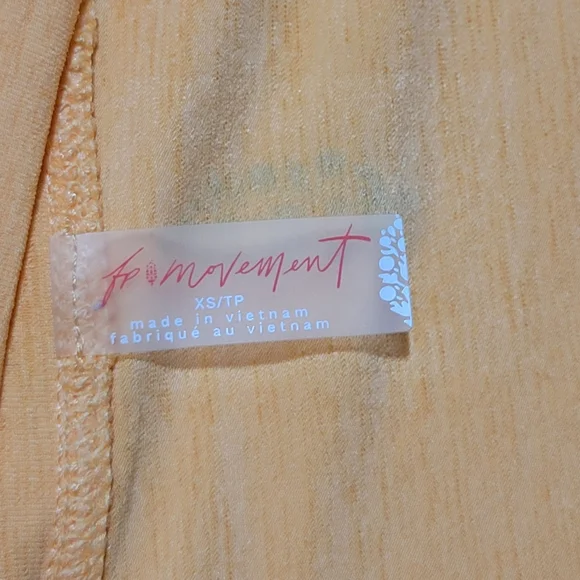 fp movement
XS/TP
made in vietnam
fabriqué au vietnam